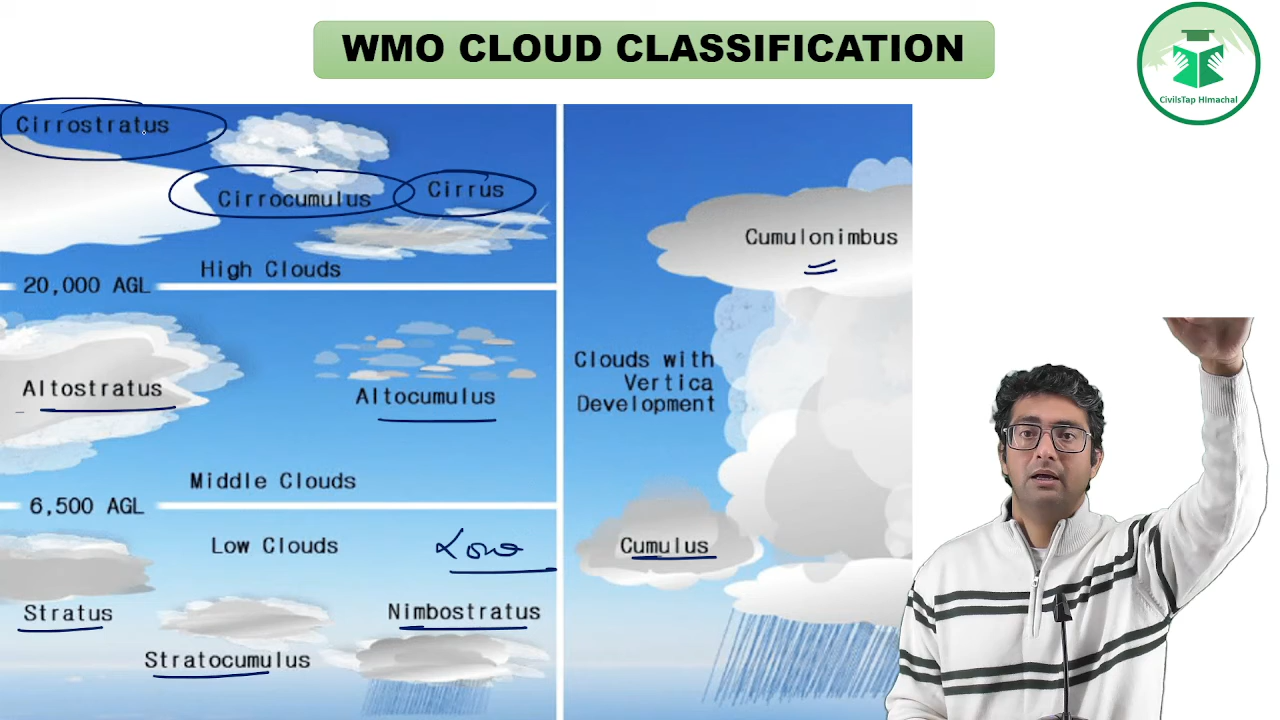 WMO CLOUD CLASSIFICATION
CivilsTap Himachal
Cirrostratus
Cirrocumulus
Cirrus
High Clouds
20,000 AGL
Altostratus
Altocumulus
Middle Clouds
6,500 AGL
Low Clouds
Low
Stratus
Nimbostratus
Stratocumulus
Cumulonimbus
Clouds with
Vertica
Development
Cumulus